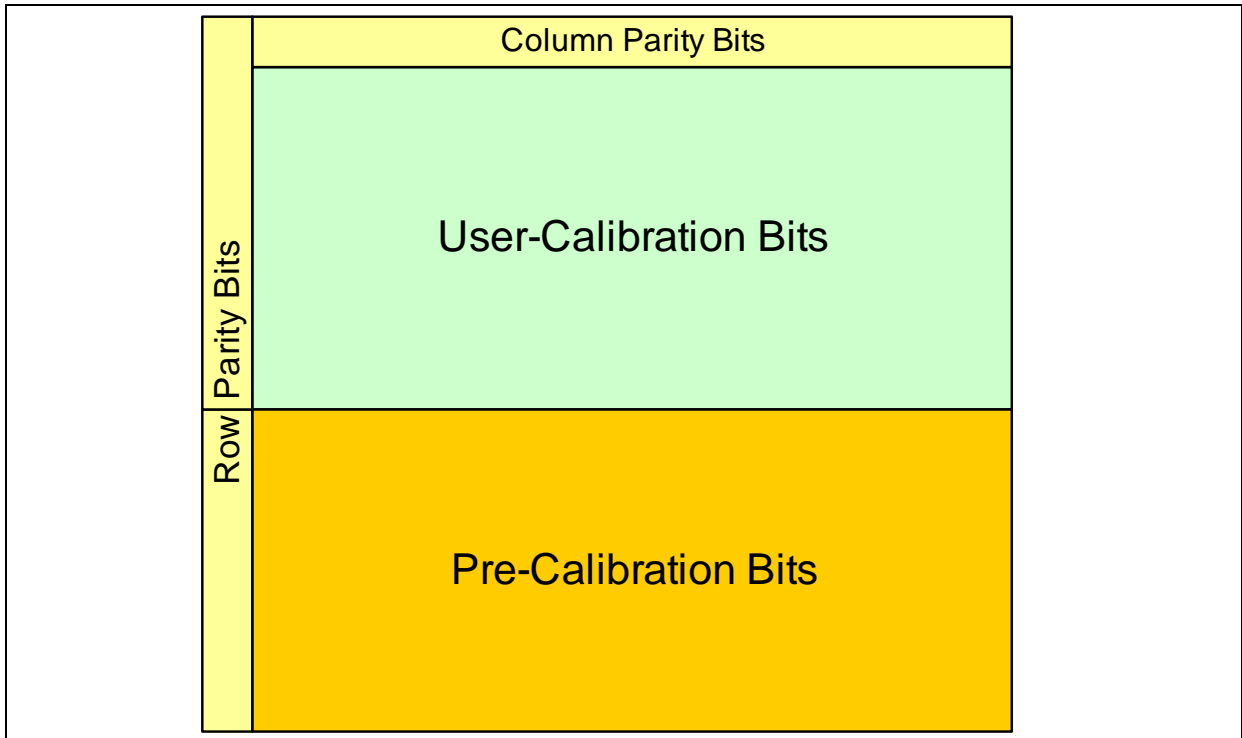 Column Parity Bits
User-Calibration Bits
Row Parity Bits
Pre-Calibration Bits